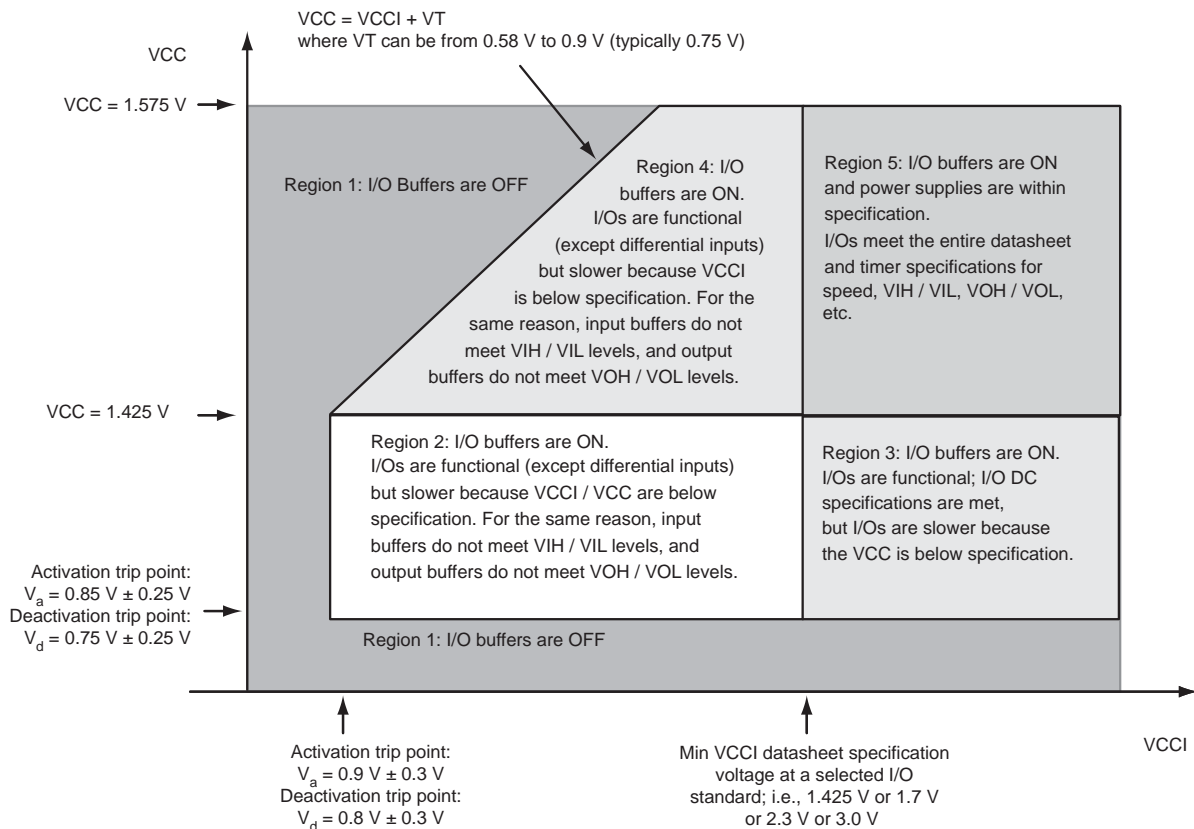 VCC = VCCI + VT
where VT can be from 0.58 V to 0.9 V (typically 0.75 V)
VCC
VCC = 1.575 V
Region 1: I/O Buffers are OFF
Region 4: I/O
buffers are ON.
I/Os are functional
(except differential inputs)
but slower because VCCI
is below specification. For the
same reason, input buffers do not
meet VIH / VIL levels, and output
buffers do not meet VOH / VOL levels.
Region 5: I/O buffers are ON
and power supplies are within
specification.
I/Os meet the entire datasheet
and timer specifications for
speed, VIH / VIL, VOH / VOL,
etc.
VCC = 1.425 V
Region 2: I/O buffers are ON.
I/Os are functional (except differential inputs)
but slower because VCCI / VCC are below
specification. For the same reason, input
buffers do not meet VIH / VIL levels, and
output buffers do not meet VOH / VOL levels.
Region 3: I/O buffers are ON.
I/Os are functional; I/O DC
specifications are met,
but I/Os are slower because
the VCC is below specification.
Activation trip point:
Va = 0.85 V ± 0.25 V
Deactivation trip point:
Vd = 0.75 V ± 0.25 V
Region 1: I/O buffers are OFF
VCCI
Activation trip point:
Va = 0.9 V ± 0.3 V
Deactivation trip point:
Vd = 0.8 V ± 0.3 V
Min VCCI datasheet specification
voltage at a selected I/O
standard; i.e., 1.425 V or 1.7 V
or 2.3 V or 3.0 V